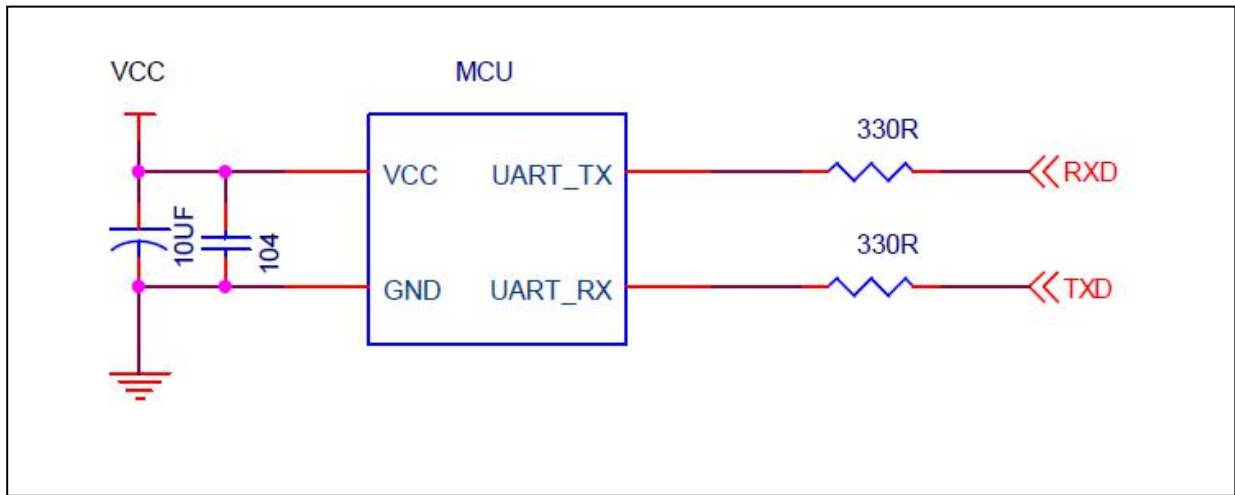 VCC
MCU
330R
VCC
UART_TX
RXD
10UF
104
330R
GND
UART_RX
TXD